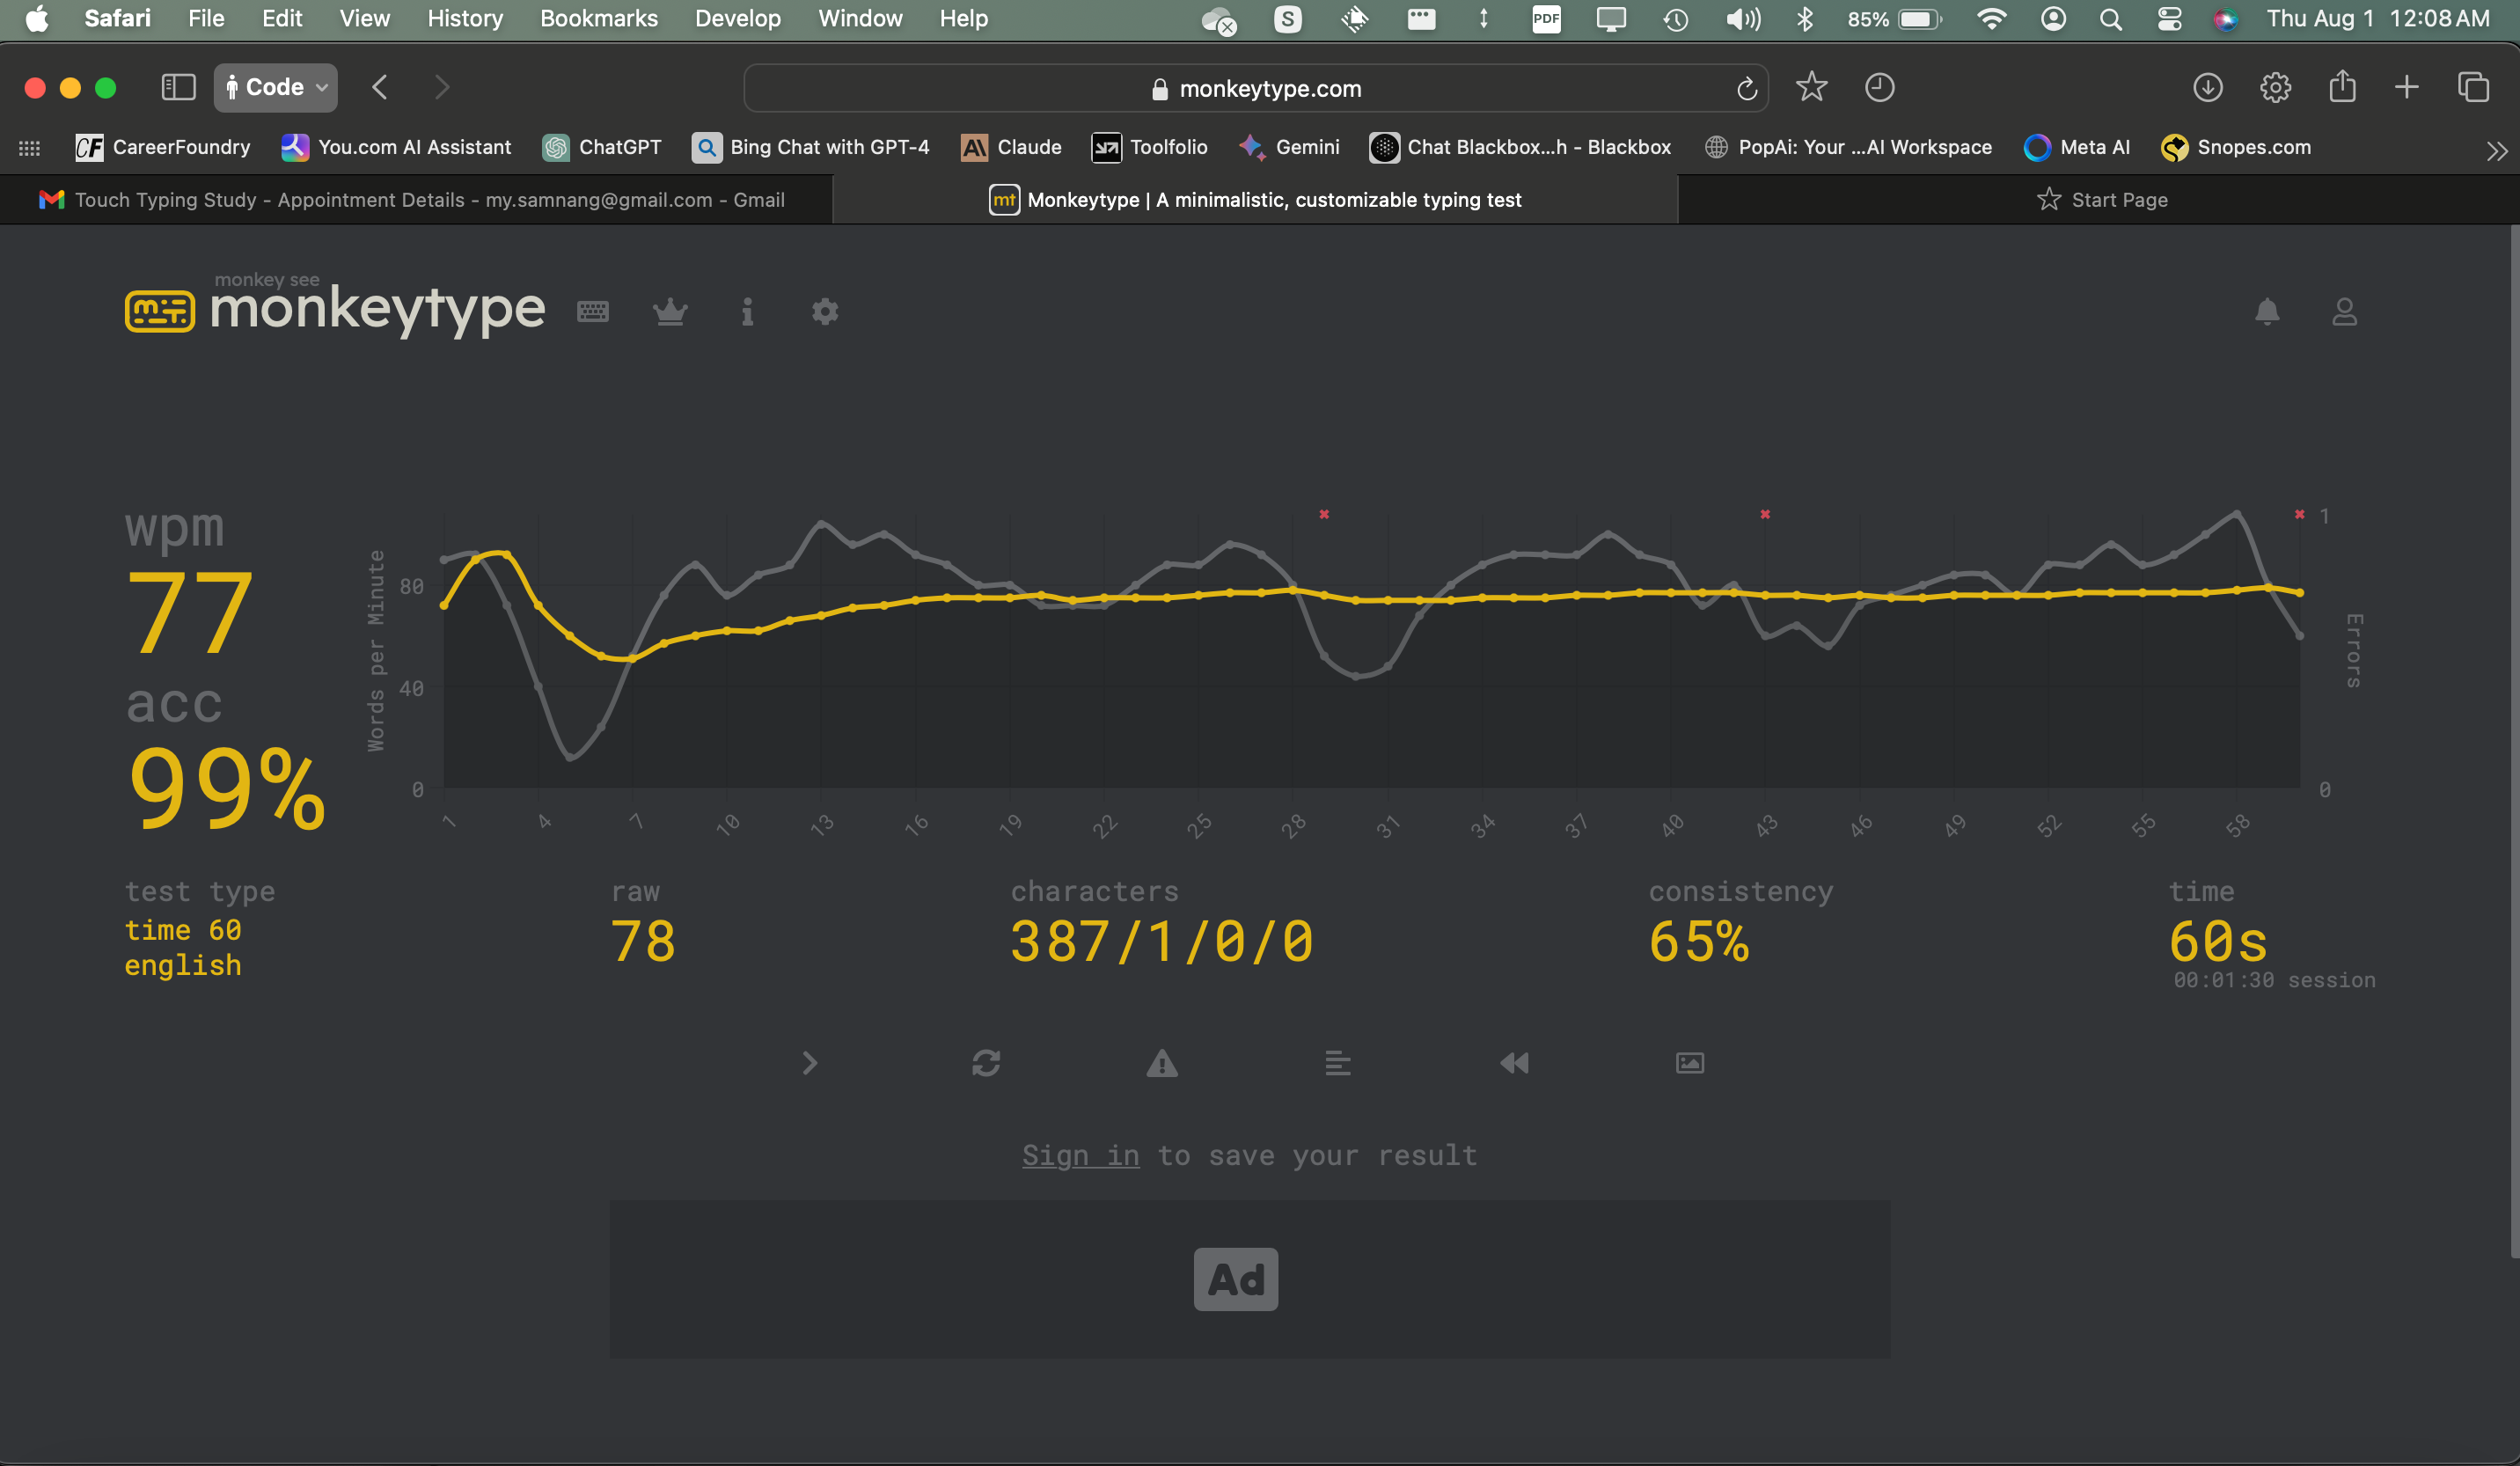 Safari File Edit View History Bookmarks Develop Window Help S PDF 85% Thu Aug 1 12:08 AM
Code monkeytype.com
CF CareerFoundry You.com AI Assistant ChatGPT Bing Chat with GPT-4 Claude Toolfolio Gemini Chat Blackbox...h - Blackbox PopAi: Your ...AI Workspace Meta AI Snopes.com
Touch Typing Study - Appointment Details - my.samnang@gmail.com - Gmail mt Monkeytype | A minimalistic, customizable typing test Start Page
monkey see
monkeytype
wpm
77
acc
99%
Words per Minute
80
40
0
1 4 7 10 13 16 19 22 25 28 31 34 37 40 43 46 49 52 55 58
1
0
Errors
test type
time 60
english
raw
78
characters
387/1/0/0
consistency
65%
time
60s
00:01:30 session
Sign in to save your result
Ad